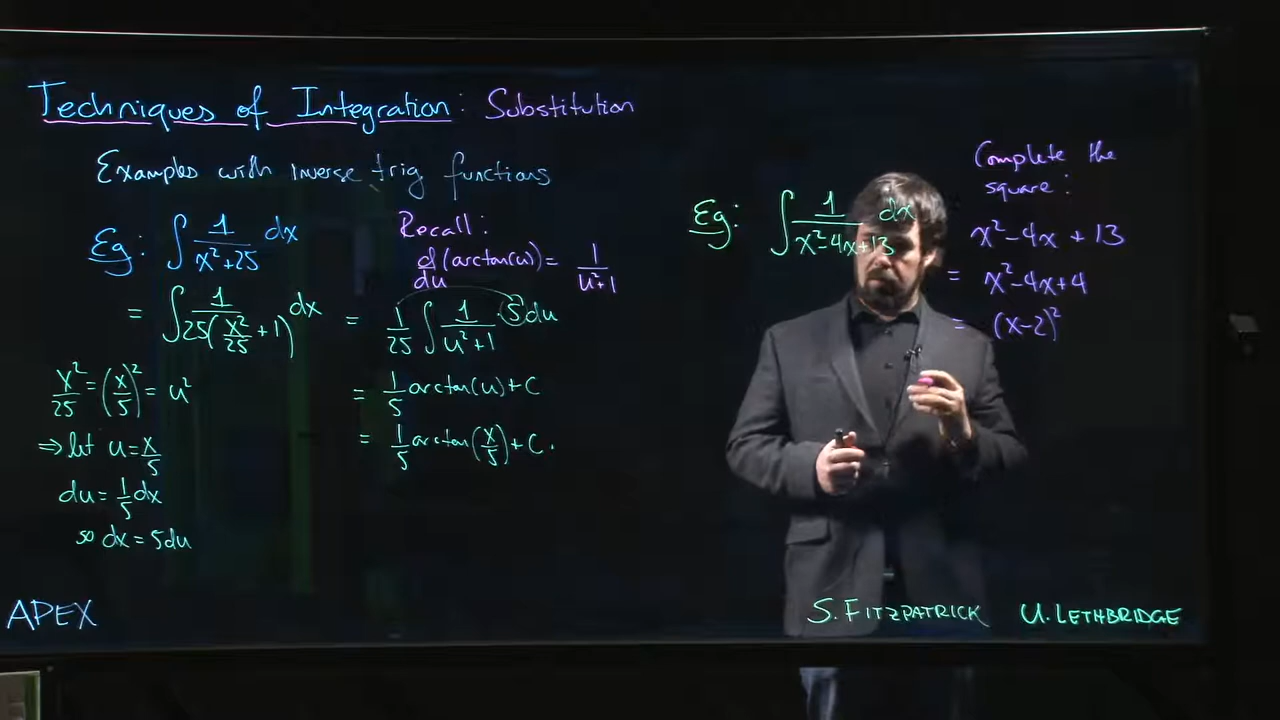 Techniques of Integration: Substitution
Examples with inverse trig functions
Eg: ∫ 1/(x²+25) dx
= ∫ 1/(25(x²/25 + 1)) dx
x²/25 = (x/5)² = u²
⇒ let u = x/5
du = 1/5 dx
so dx = 5du
Recall:
d/du (arctan(u)) = 1/(u²+1)
= 1/25 ∫ 1/(u²+1) · 5du
= 1/5 arctan(u) + C
= 1/5 arctan(x/5) + C.
Eg: ∫ 1/(x²-4x+13) dx
Complete the
square:
x²-4x+13
= x²-4x+4
= (x-2)²
APEX
S. FITZPATRICK U. LETHBRIDGE